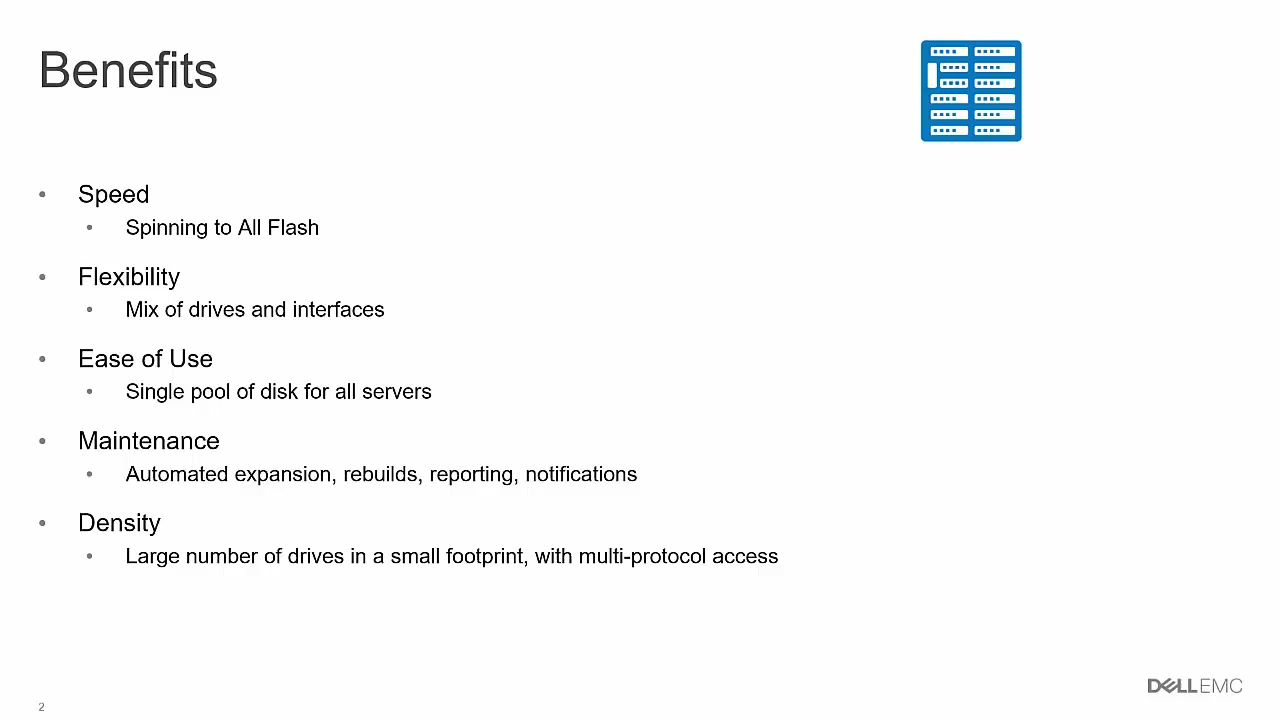 Benefits
• Speed
• Spinning to All Flash
• Flexibility
• Mix of drives and interfaces
• Ease of Use
• Single pool of disk for all servers
• Maintenance
• Automated expansion, rebuilds, reporting, notifications
• Density
• Large number of drives in a small footprint, with multi-protocol access
DELLEMC
2